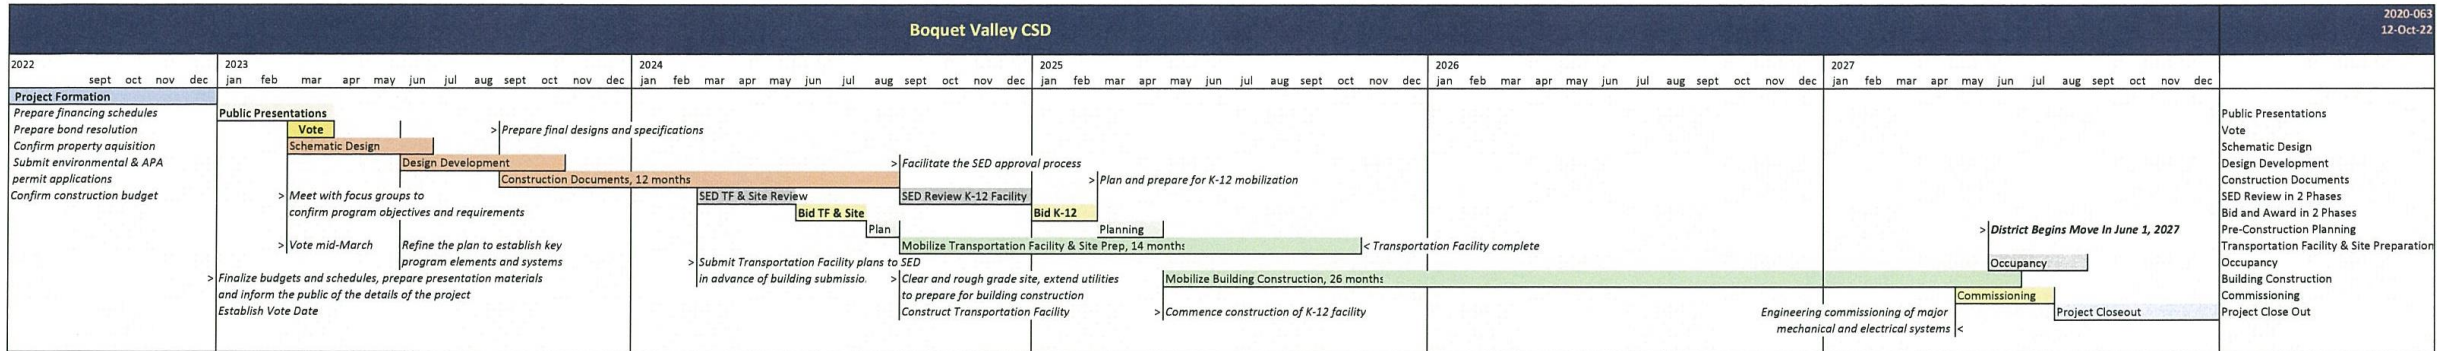 Boquet Valley CSD
2020-063
12-Oct-22
2022 2023 2024 2025 2026 2027
sept oct nov dec jan feb mar apr may jun jul aug sept oct nov dec jan feb mar apr may jun jul aug sept oct nov dec jan feb mar apr may jun jul aug sept oct nov dec jan feb mar apr may jun jul aug sept oct nov dec jan feb mar apr may jun jul aug sept oct nov dec
Project Formation
Prepare financing schedules
Prepare bond resolution
Confirm property aquisition
Submit environmental & APA
permit applications
Confirm construction budget
Public Presentations
Vote
> Prepare final designs and specifications
Schematic Design
Design Development
> Facilitate the SED approval process
Construction Documents, 12 months
> Plan and prepare for K-12 mobilization
> Meet with focus groups to
confirm program objectives and requirements
SED TF & Site Review
SED Review K-12 Facility
Bid TF & Site
Bid K-12
Plan
Planning
> Vote mid-March
Refine the plan to establish key
program elements and systems
Mobilize Transportation Facility & Site Prep, 14 months
< Transportation Facility complete
> District Begins Move In June 1, 2027
> Submit Transportation Facility plans to SED
in advance of building submissio.
Occupancy
> Finalize budgets and schedules, prepare presentation materials
and inform the public of the details of the project
Establish Vote Date
> Clear and rough grade site, extend utilities
to prepare for building construction
Construct Transportation Facility
Mobilize Building Construction, 26 months
> Commence construction of K-12 facility
Commissioning
Engineering commissioning of major
mechanical and electrical systems <
Project Closeout
Public Presentations
Vote
Schematic Design
Design Development
Construction Documents
SED Review in 2 Phases
Bid and Award in 2 Phases
Pre-Construction Planning
Transportation Facility & Site Preparation
Occupancy
Building Construction
Commissioning
Project Close Out